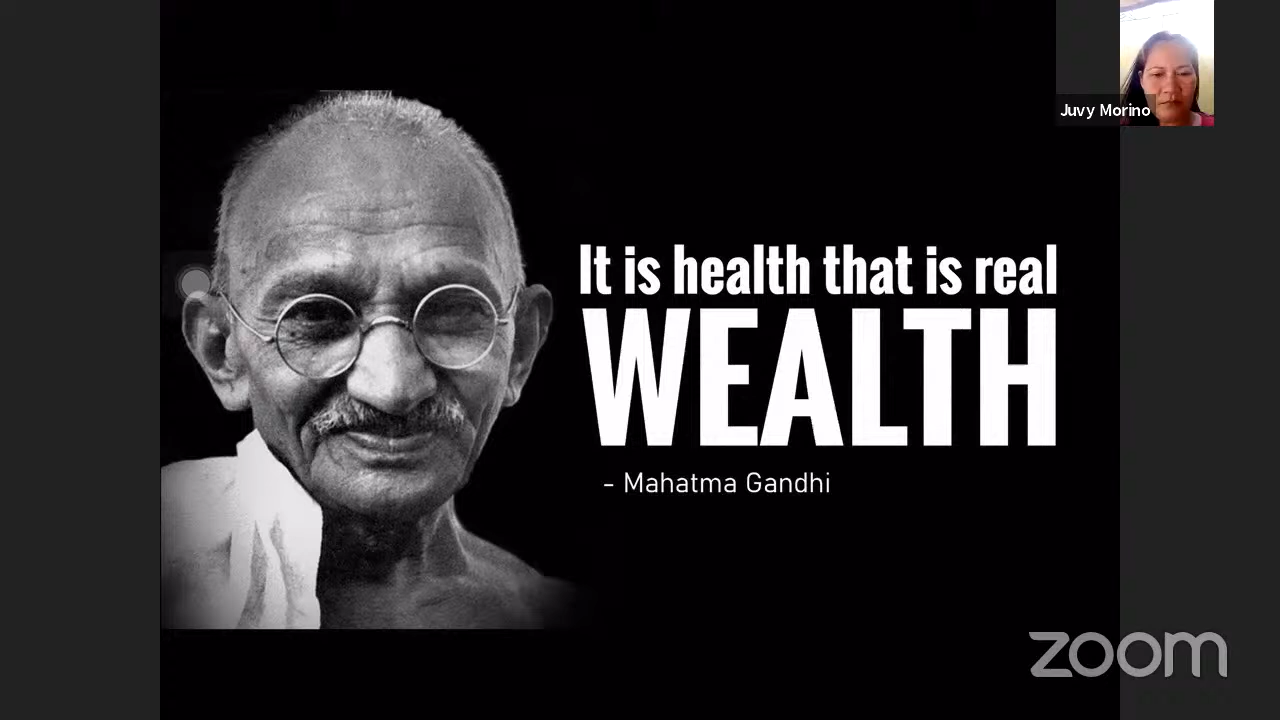 Juvy Morino
It is health that is real
WEALTH
- Mahatma Gandhi
zoom